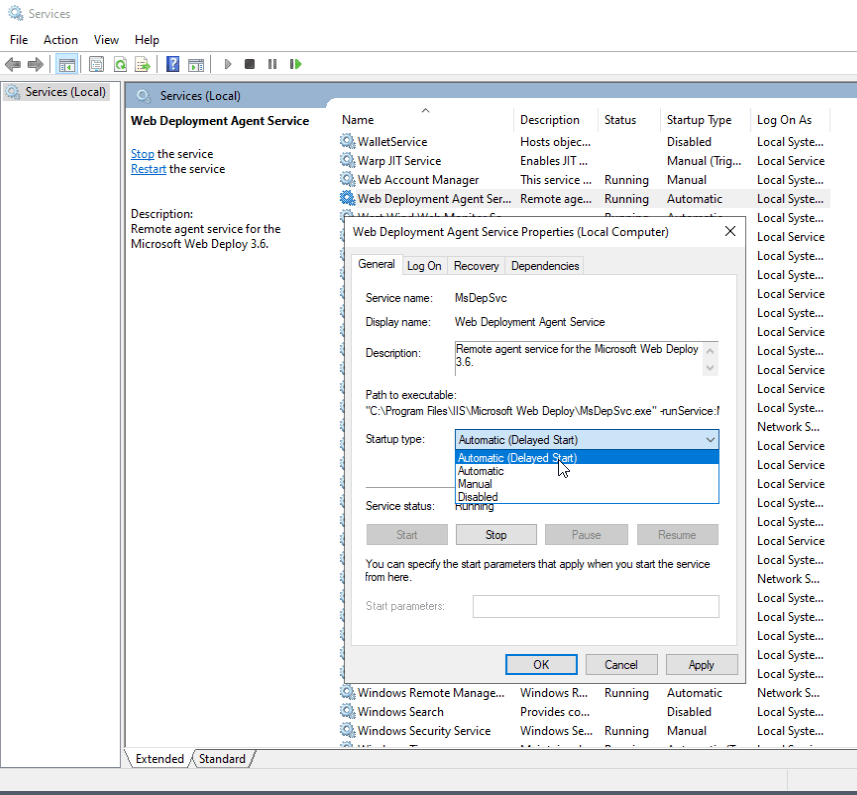 Services
File Action View Help
Services (Local)
Services (Local)
Web Deployment Agent Service
Stop the service
Restart the service
Description:
Remote agent service for the
Microsoft Web Deploy 3.6.
Name Description Status Startup Type Log On As
WalletService Hosts objec... Disabled Local Syste...
Warp JIT Service Enables JIT ... Manual (Trig... Local Service
Web Account Manager This service ... Running Manual Local Syste...
Web Deployment Agent Ser... Remote age... Running Automatic Local Syste...
Local Syste...
Local Service
Local Syste...
Local Syste...
Local Service
Local Syste...
Local Service
Local Syste...
Local Service
Local Service
Local Syste...
Network S...
Local Service
Local Syste...
Local Service
Local Syste...
Local Syste...
Local Service
Local Syste...
Network S...
Local Syste...
Local Syste...
Local Syste...
Local Syste...
Local Syste...
Web Deployment Agent Service Properties (Local Computer)
General Log On Recovery Dependencies
Service name: MsDepSvc
Display name: Web Deployment Agent Service
Description: Remote agent service for the Microsoft Web Deploy
3.6.
Path to executable:
"C:\Program Files\IIS\Microsoft Web Deploy\MsDepSvc.exe" -runService:
Startup type: Automatic (Delayed Start)
Automatic (Delayed Start)
Automatic
Manual
Disabled
Service status: Running
Start Stop Pause Resume
You can specify the start parameters that apply when you start the service
from here.
Start parameters:
OK Cancel Apply
Windows Remote Manage... Windows R... Running Automatic Network S...
Windows Search Provides co... Disabled Local Syste...
Windows Security Service Windows Se... Running Manual Local Syste...
Extended Standard